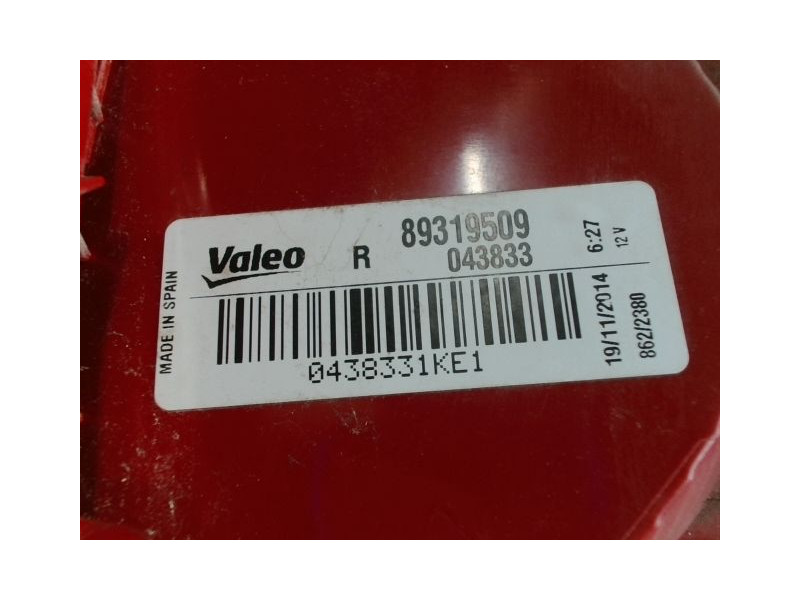 Valeo R 89319509
043833
0438331KE1
MADE IN SPAIN
6:27
12 V
19/11/2014
862/2380